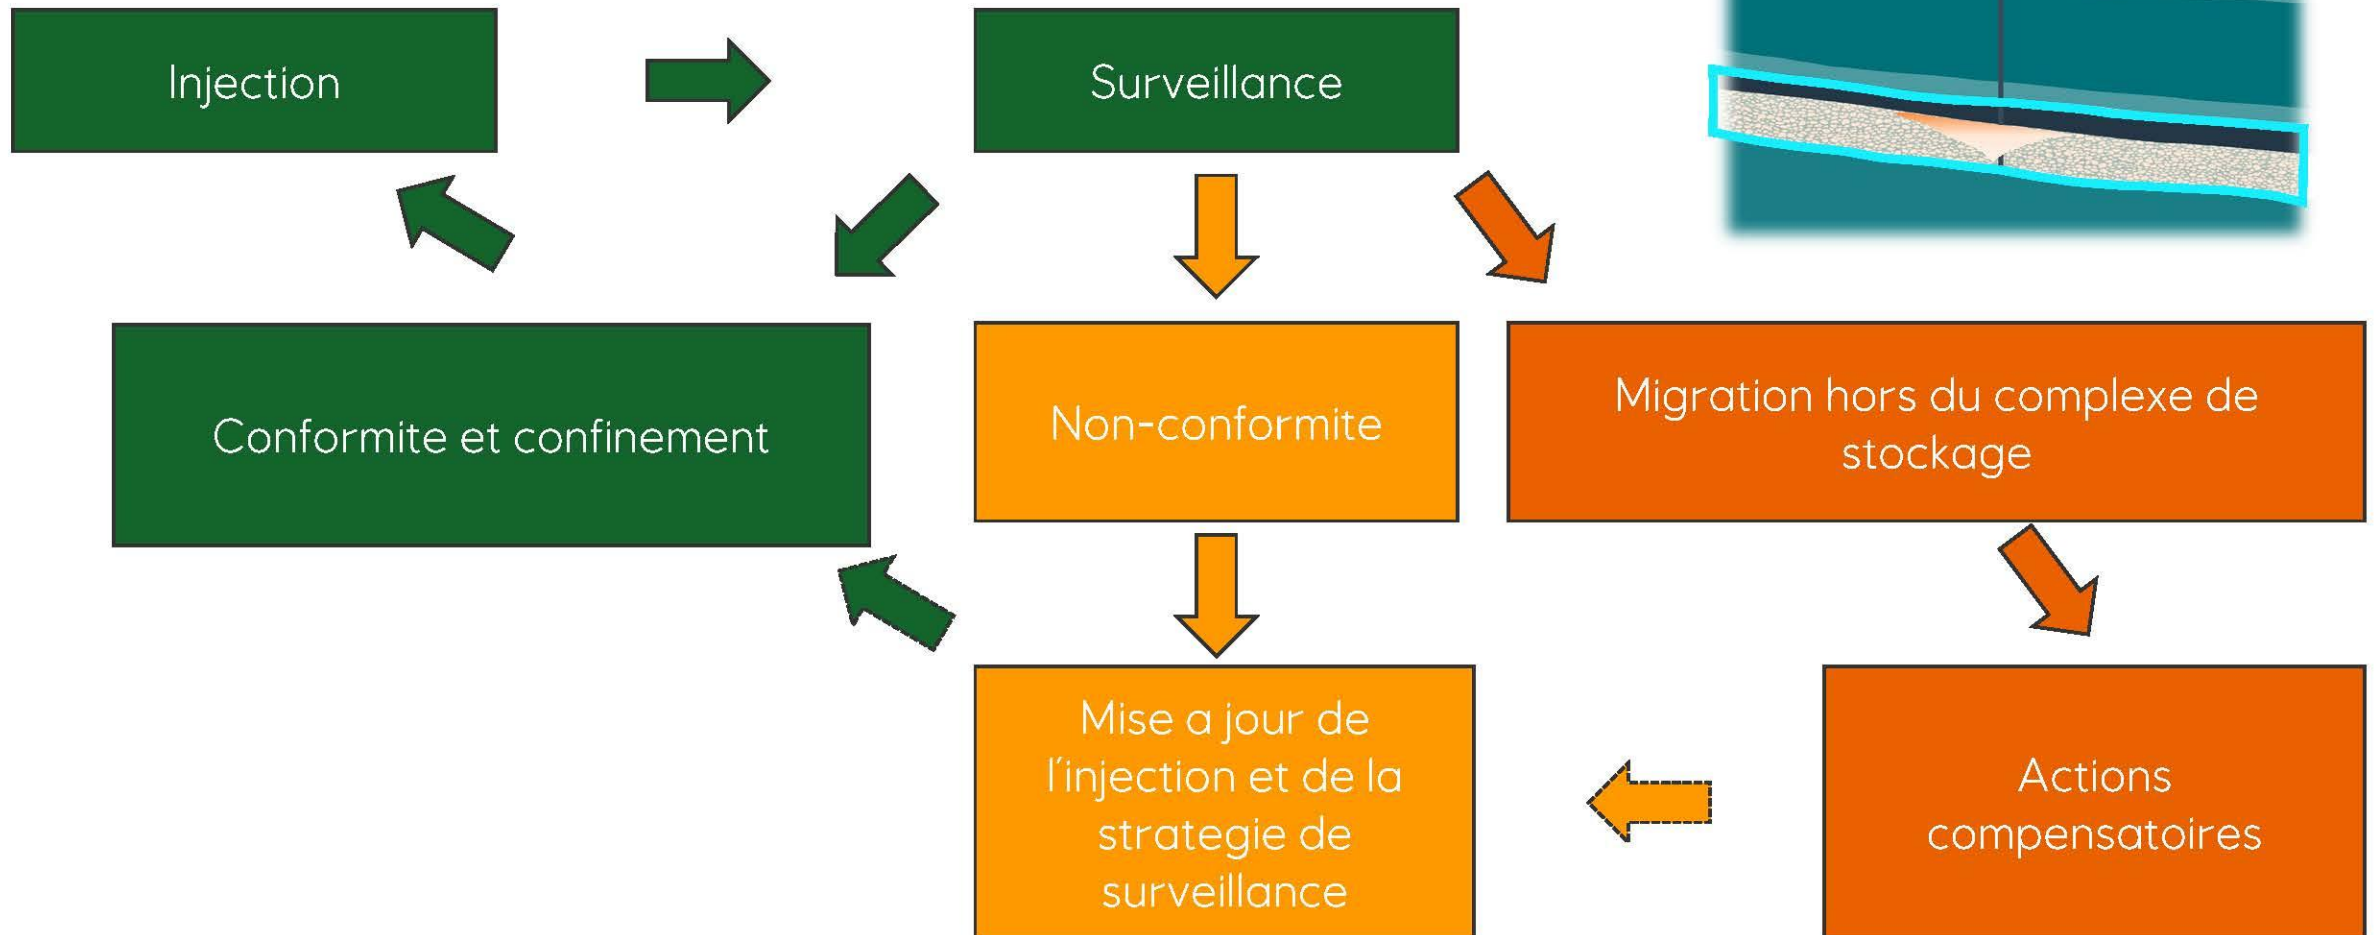 Injection
Surveillance
Conformite et confinement
Non-conformite
Migration hors du complexe de
stockage
Mise a jour de
l'injection et de la
strategie de
surveillance
Actions
compensatoires